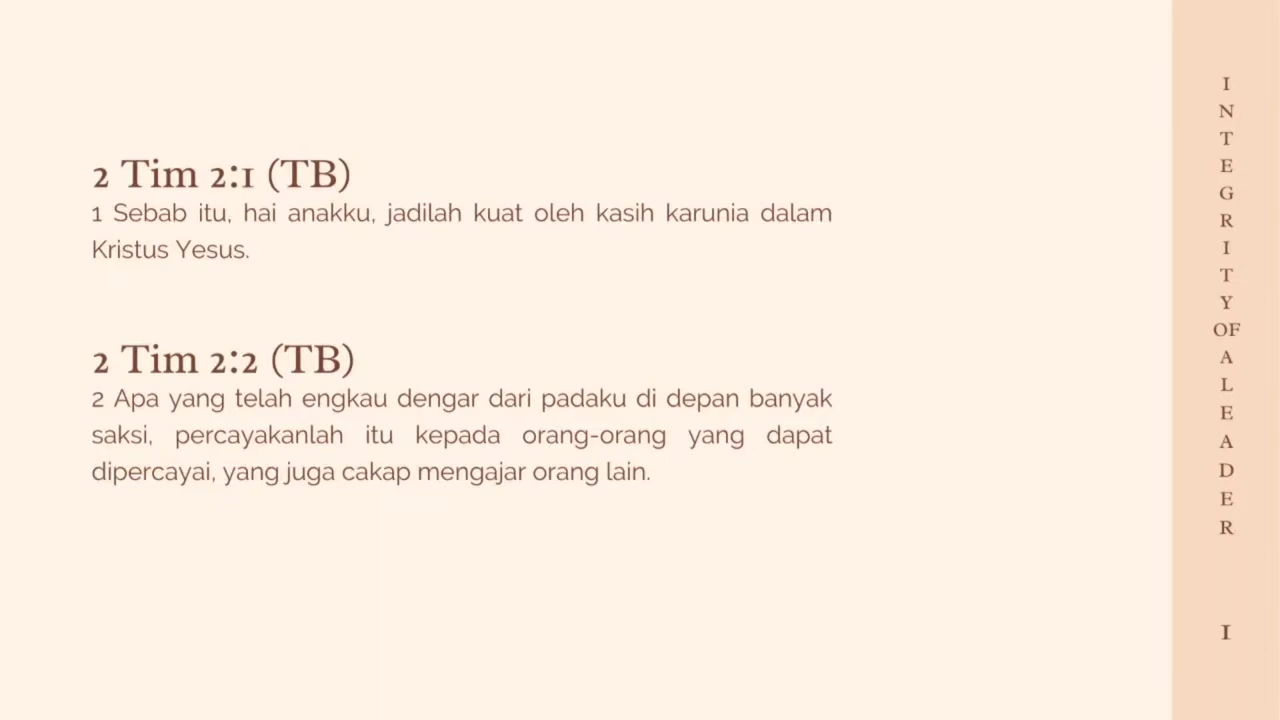 2 Tim 2:1 (TB)
1 Sebab itu, hai anakku, jadilah kuat oleh kasih karunia dalam
Kristus Yesus.
2 Tim 2:2 (TB)
2 Apa yang telah engkau dengar dari padaku di depan banyak
saksi, percayakanlah itu kepada orang-orang yang dapat
dipercayai, yang juga cakap mengajar orang lain.
I
N
T
E
G
R
I
T
Y
OF
A
L
E
A
D
E
R
1